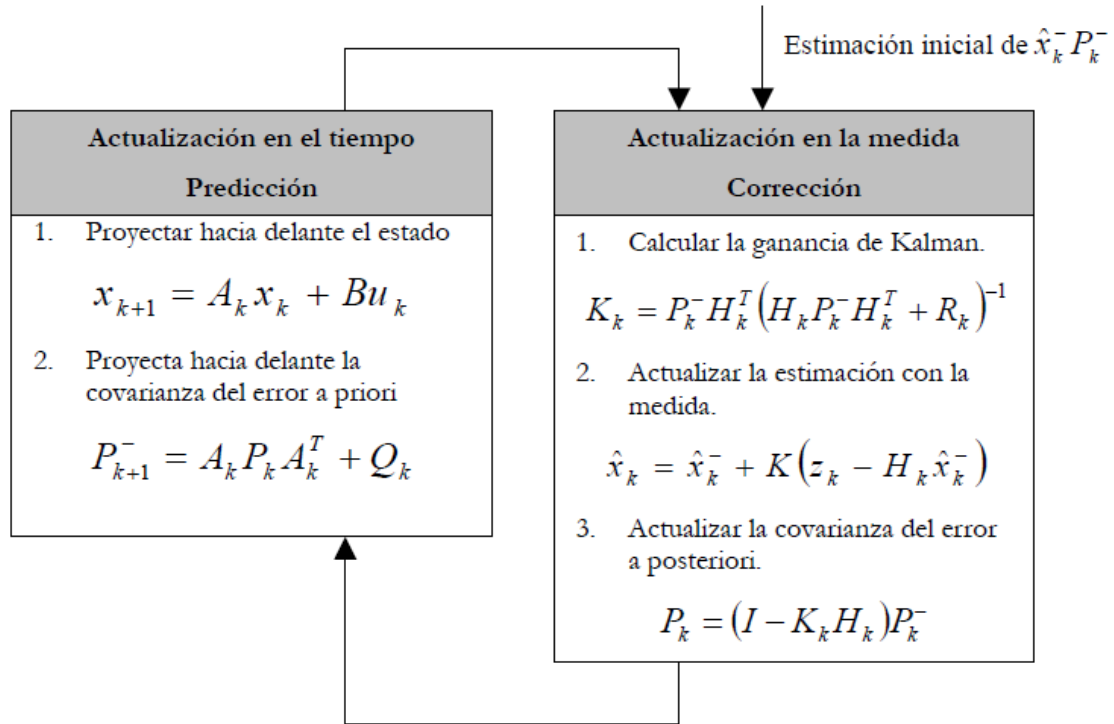 Estimación inicial de x̂ₖ⁻ Pₖ⁻
Actualización en el tiempo
Predicción
1. Proyectar hacia delante el estado
xₖ₊₁ = Aₖxₖ + Buₖ
2. Proyecta hacia delante la
covarianza del error a priori
P⁻ₖ₊₁ = AₖPₖAₖᵀ + Qₖ
Actualización en la medida
Corrección
1. Calcular la ganancia de Kalman.
Kₖ = Pₖ⁻Hₖᵀ(HₖPₖ⁻Hₖᵀ + Rₖ)⁻¹
2. Actualizar la estimación con la
medida.
x̂ₖ = x̂ₖ⁻ + K(zₖ − Hₖx̂ₖ⁻)
3. Actualizar la covarianza del error
a posteriori.
Pₖ = (I − KₖHₖ)Pₖ⁻